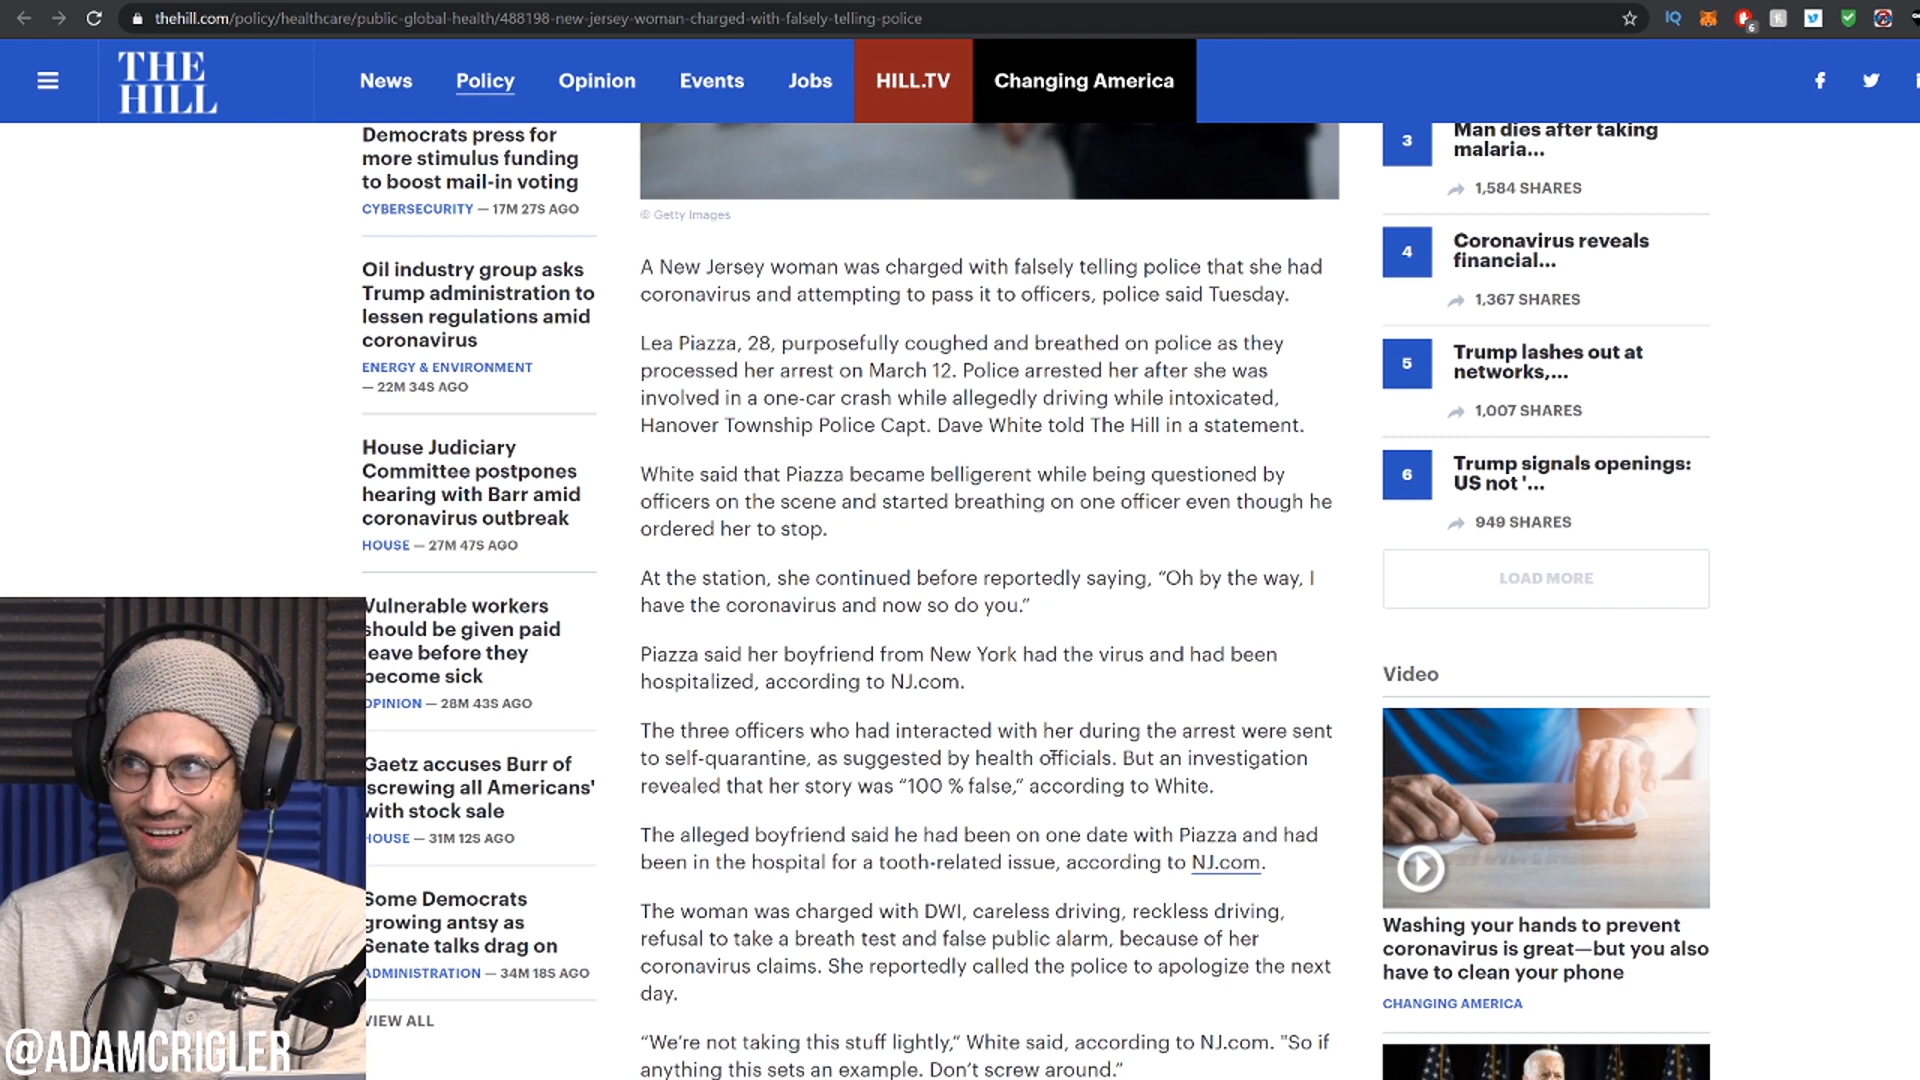 thehill.com/policy/healthcare/public-global-health/488198-new-jersey-woman-charged-with-falsely-telling-police
IQ
6
THE
HILL
News
Policy
Opinion
Events
Jobs
HILL.TV
Changing America
Democrats press for
more stimulus funding
to boost mail-in voting
CYBERSECURITY — 17M 27S AGO
Oil industry group asks
Trump administration to
lessen regulations amid
coronavirus
ENERGY & ENVIRONMENT
— 22M 34S AGO
House Judiciary
Committee postpones
hearing with Barr amid
coronavirus outbreak
HOUSE — 27M 47S AGO
Vulnerable workers
should be given paid
leave before they
become sick
OPINION — 28M 43S AGO
Gaetz accuses Burr of
'screwing all Americans'
with stock sale
HOUSE — 31M 12S AGO
Some Democrats
growing antsy as
Senate talks drag on
ADMINISTRATION — 34M 18S AGO
VIEW ALL
© Getty Images
A New Jersey woman was charged with falsely telling police that she had
coronavirus and attempting to pass it to officers, police said Tuesday.
Lea Piazza, 28, purposefully coughed and breathed on police as they
processed her arrest on March 12. Police arrested her after she was
involved in a one-car crash while allegedly driving while intoxicated,
Hanover Township Police Capt. Dave White told The Hill in a statement.
White said that Piazza became belligerent while being questioned by
officers on the scene and started breathing on one officer even though he
ordered her to stop.
At the station, she continued before reportedly saying, “Oh by the way, I
have the coronavirus and now so do you.”
Piazza said her boyfriend from New York had the virus and had been
hospitalized, according to NJ.com.
The three officers who had interacted with her during the arrest were sent
to self-quarantine, as suggested by health officials. But an investigation
revealed that her story was “100 % false,” according to White.
The alleged boyfriend said he had been on one date with Piazza and had
been in the hospital for a tooth-related issue, according to NJ.com.
The woman was charged with DWI, careless driving, reckless driving,
refusal to take a breath test and false public alarm, because of her
coronavirus claims. She reportedly called the police to apologize the next
day.
“We’re not taking this stuff lightly,” White said, according to NJ.com. "So if
anything this sets an example. Don’t screw around.”
3
Man dies after taking
malaria...
1,584 SHARES
4
Coronavirus reveals
financial...
1,367 SHARES
5
Trump lashes out at
networks,...
1,007 SHARES
6
Trump signals openings:
US not '...
949 SHARES
LOAD MORE
Video
Washing your hands to prevent
coronavirus is great—but you also
have to clean your phone
CHANGING AMERICA
@ADAMCRIGLER